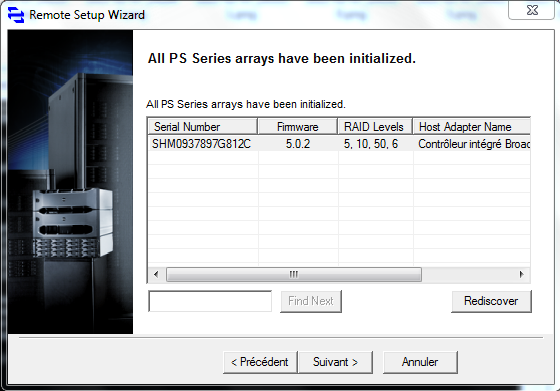 Remote Setup Wizard
All PS Series arrays have been initialized.
All PS Series arrays have been initialized.
Serial Number Firmware RAID Levels Host Adapter Name
SHM0937897G812C 5.0.2 5, 10, 50, 6 Contrôleur intégré Broad
Find Next Rediscover
< Précédent Suivant > Annuler